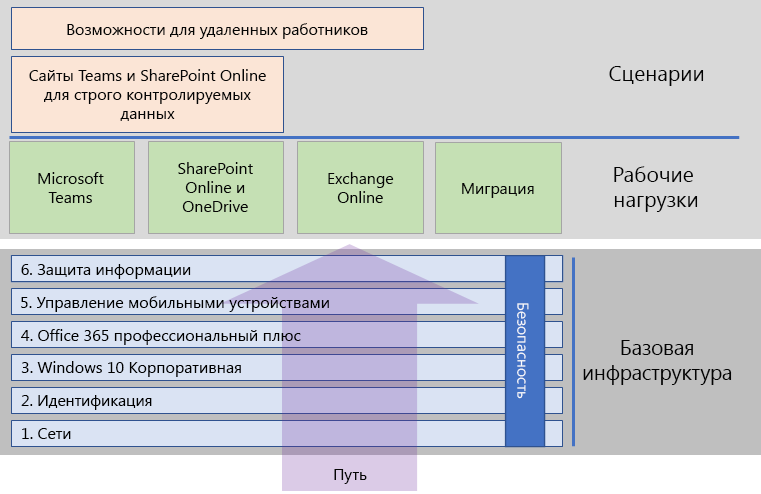 Возможности для удаленных работников
Сайты Teams и SharePoint Online
для строго контролируемых
данных
Сценарии
Microsoft
Teams
SharePoint
Online и
OneDrive
Exchange
Online
Миграция
Рабочие
нагрузки
6. Защита информации
5. Управление мобильными устройствами
4. Office 365 профессиональный плюс
3. Windows 10 Корпоративная
2. Идентификация
1. Сети
Безопасность
Базовая
инфраструктура
Путь